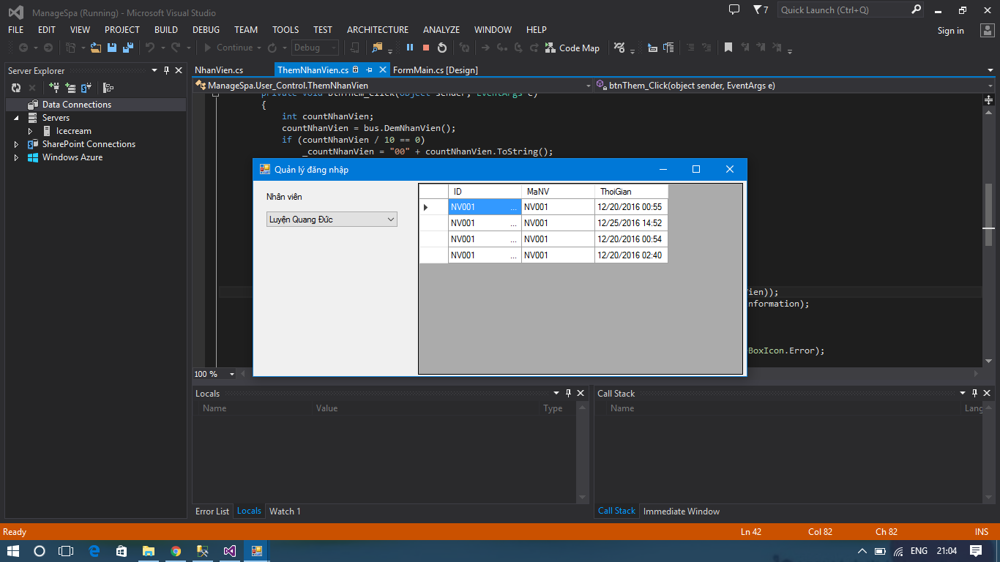 ManageSpa (Running) - Microsoft Visual Studio
7
Quick Launch (Ctrl+Q)
FILE EDIT VIEW PROJECT BUILD DEBUG TEAM TOOLS TEST ARCHITECTURE ANALYZE WINDOW HELP
Sign in
Continue
Debug
Code Map
Server Explorer
Data Connections
Servers
Icecream
SharePoint Connections
Windows Azure
NhanVien.cs
ThemNhanVien.cs
FormMain.cs [Design]
ManageSpa.User_Control.ThemNhanVien
btnThem_Click(object sender, EventArgs e)
private void btnThem_Click(object sender, EventArgs e)
{
int countNhanVien;
countNhanVien = bus.DemNhanVien();
if (countNhanVien / 10 == 0)
_countNhanVien = "00" + countNhanVien.ToString();
Quản lý đăng nhập
Nhân viên
Luyện Quang Đức
ID MaNV ThoiGian
NV001 ... NV001 12/20/2016 00:55
NV001 ... NV001 12/25/2016 14:52
NV001 ... NV001 12/20/2016 00:54
NV001 ... NV001 12/20/2016 02:40
ien));
nformation);
BoxIcon.Error);
100 %
Locals
Name Value Type
Error List Locals Watch 1
Call Stack
Name Lang
Call Stack Immediate Window
Ready
Ln 42 Col 82 Ch 82 INS
ENG 21:04